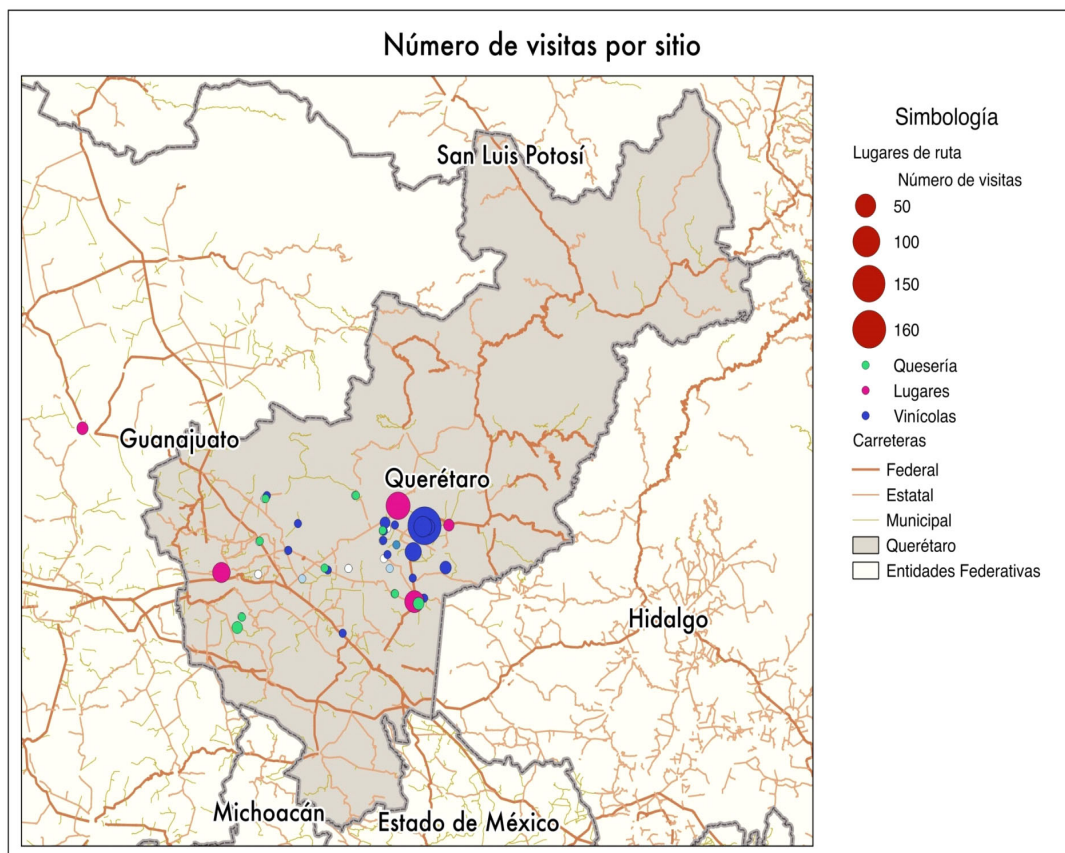 Número de visitas por sitio
San Luis Potosí
Guanajuato
Querétaro
Hidalgo
Michoacán
Estado de México
Simbología
Lugares de ruta
Número de visitas
50
100
150
160
Quesería
Lugares
Vinícolas
Carreteras
Federal
Estatal
Municipal
Querétaro
Entidades Federativas